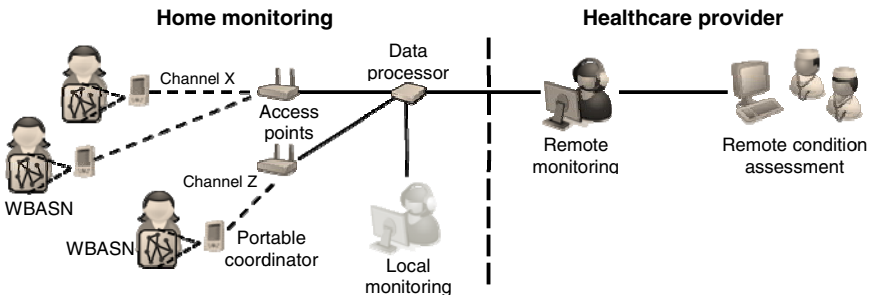 Home monitoring
Healthcare provider
Data
processor
Channel X
Access
points
Remote
monitoring
Remote condition
assessment
Channel Z
WBASN
WBASN
Portable
coordinator
Local
monitoring